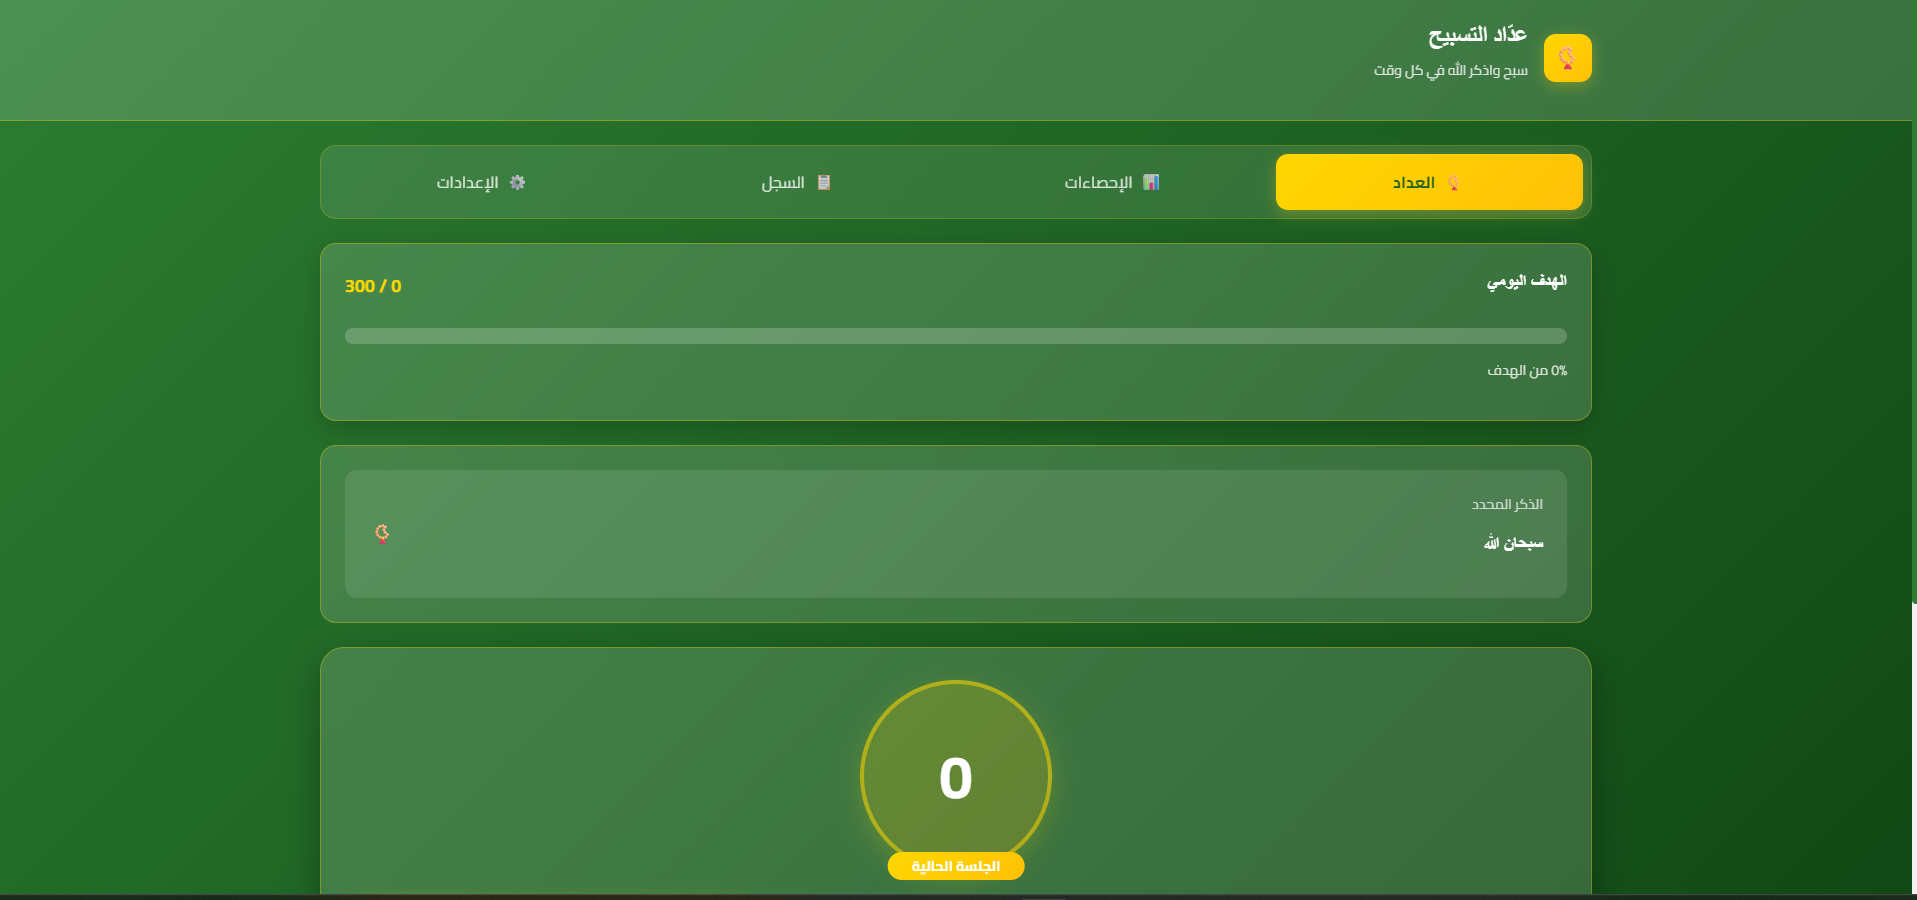 عدّاد التسبيح
سبح واذكر الله في كل وقت
العداد
الإحصاءات
السجل
الإعدادات
الهدف اليومي
0 / 300
0% من الهدف
الذكر المحدد
سبحان الله
0
الجلسة الحالية